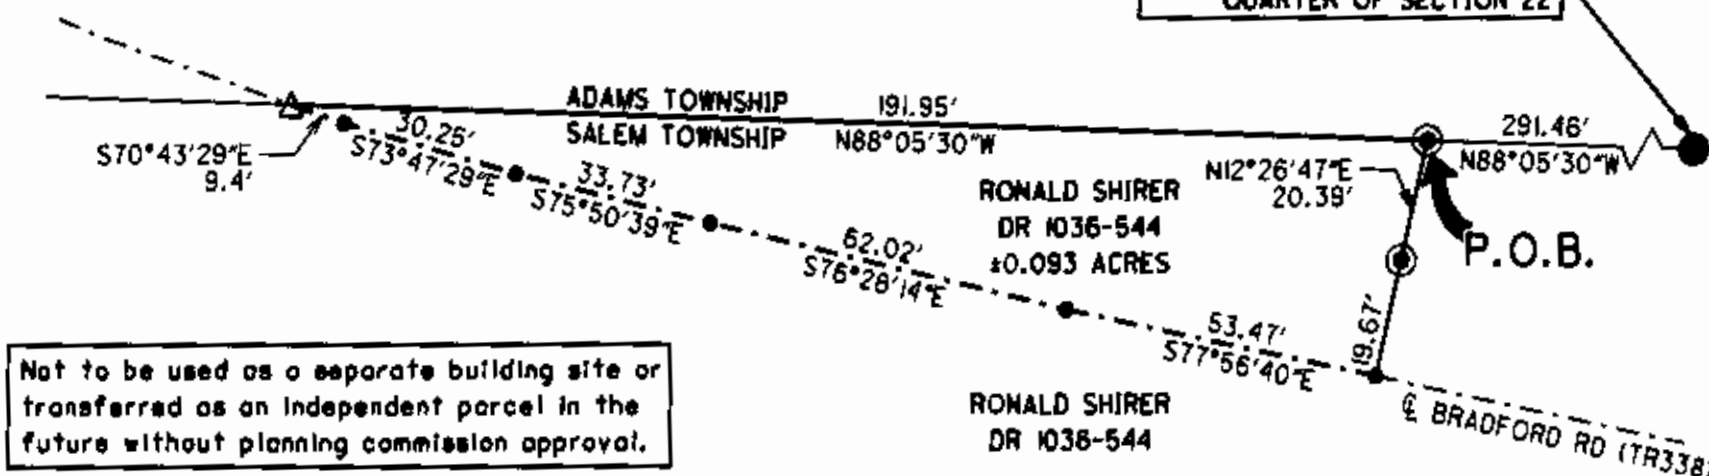 QUARTER OF SECTION 22
ADAMS TOWNSHIP
191.95'
SALEM TOWNSHIP
N88°05'30"W
291.46'
N88°05'30"W
S70°43'29"E
9.4'
30.25'
S73°47'29"E
33.73'
S75°50'39"E
62.02'
S76°28'14"E
53.47'
S77°56'40"E
RONALD SHIRER
DR 1036-544
±0.093 ACRES
N12°26'47"E
20.39'
P.O.B.
19.67'
Not to be used as a separate building site or
transferred as an independent parcel in the
future without planning commission approval.
RONALD SHIRER
DR 1036-544
℄ BRADFORD RD (TR338)